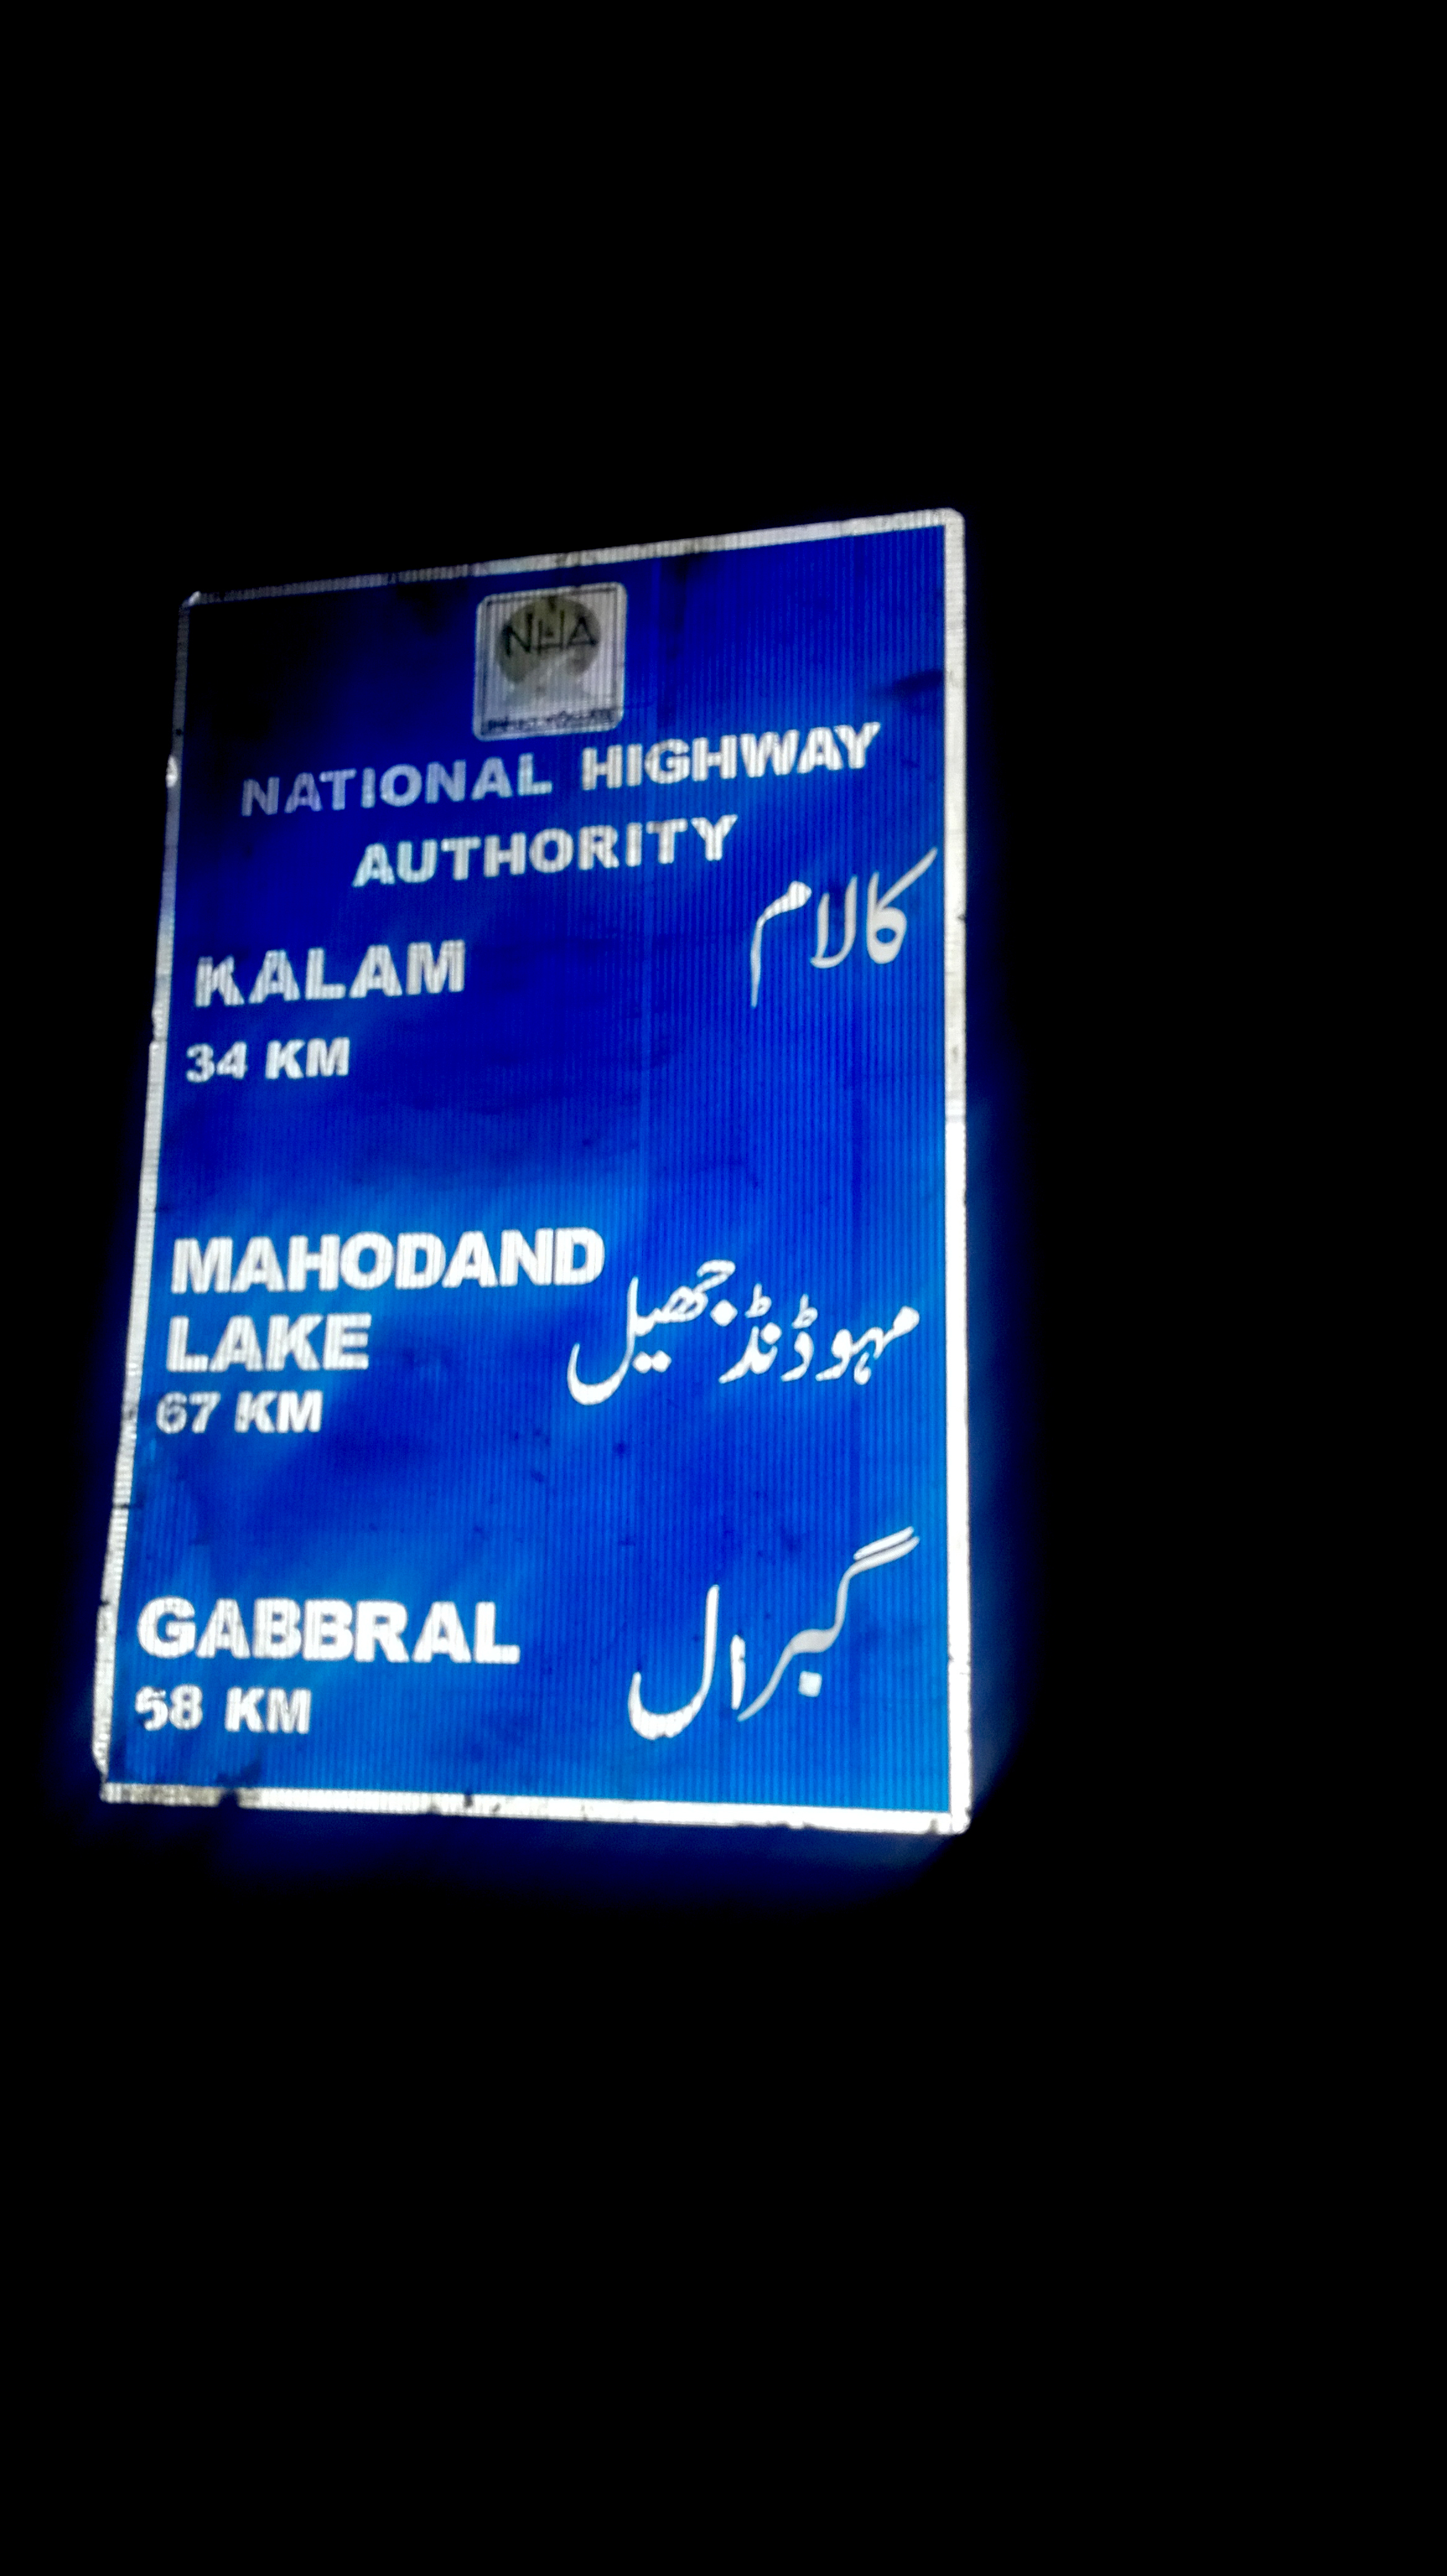 NHA
NATIONAL HIGHWAY
AUTHORITY
KALAM کالام
34 KM
MAHODAND
LAKE مہوڈنڈ جھیل
67 KM
GABBRAL گبرال
58 KM